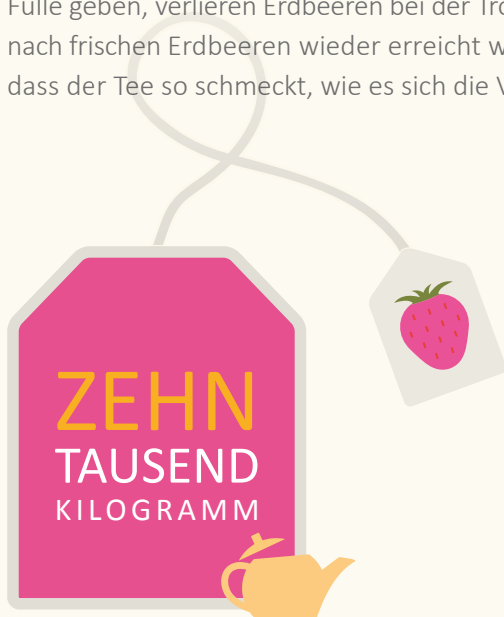 Fülle geben, verlieren Erdbeeren bei der
nach frischen Erdbeeren wieder erreicht
dass der Tee so schmeckt, wie es sich die
ZEHN
TAUSEND
KILOGRAMM